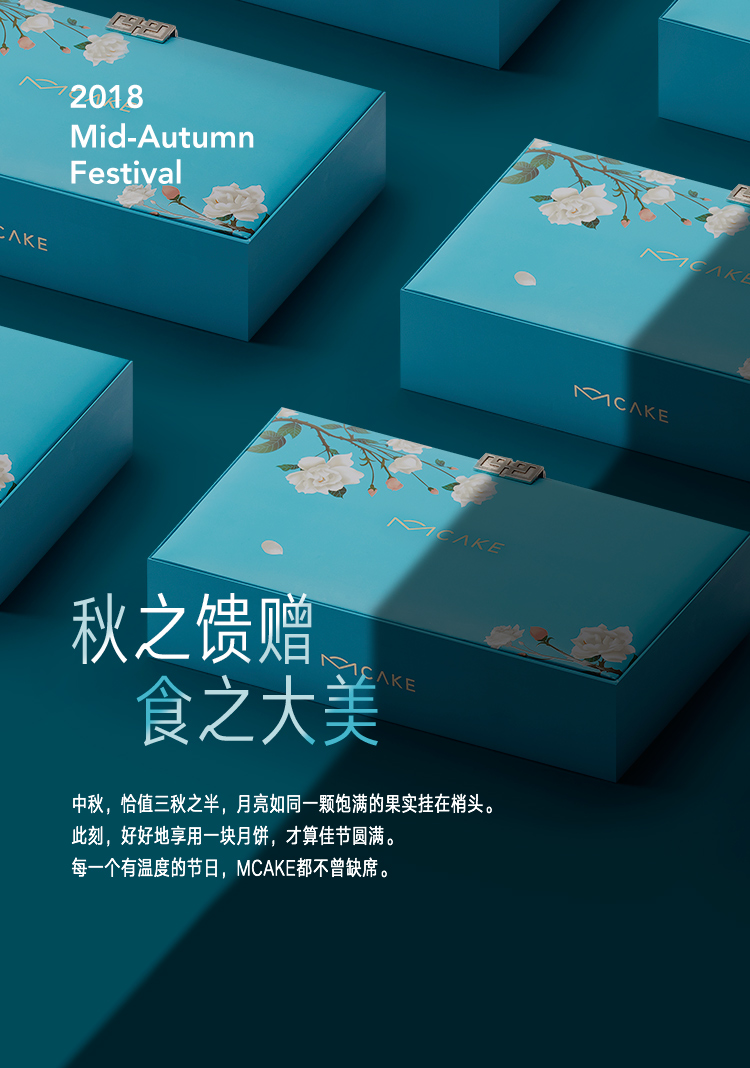 2018
MCAKE
Mid-Autumn
Festival
CAKE
MCAKE
MCAKE
MCAKE
秋之馈赠
MCAKE
食之大美
中秋，恰值三秋之半，月亮如同一颗饱满的果实挂在梢头。
此刻，好好地享用一块月饼，才算佳节圆满。
每一个有温度的节日，MCAKE都不曾缺席。